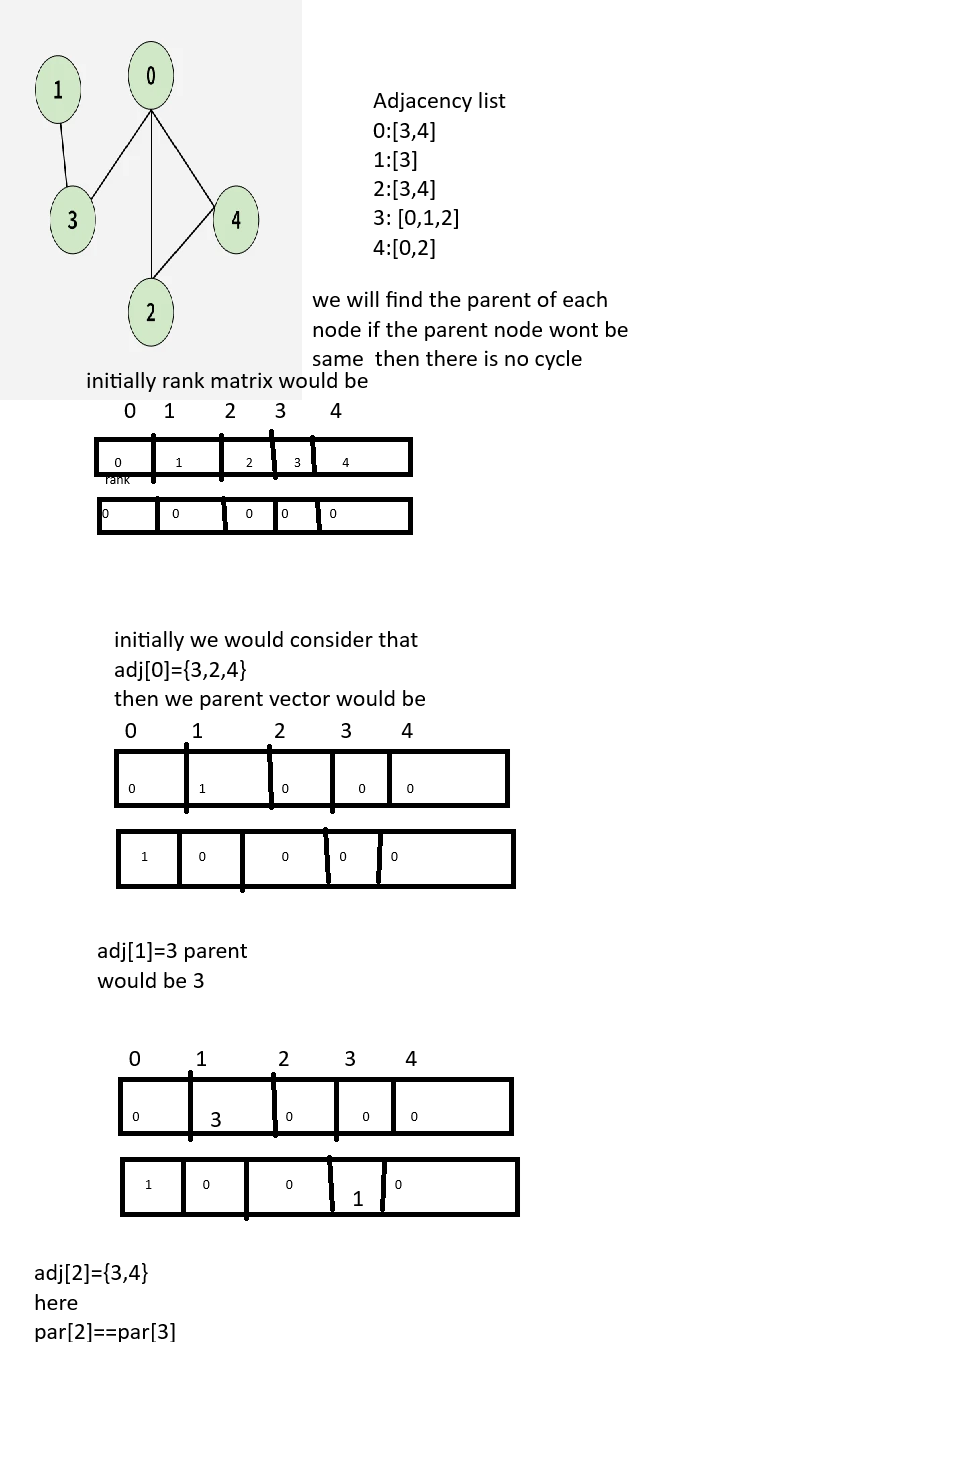 1
0
3
4
2
Adjacency list
0:[3,4]
1:[3]
2:[3,4]
3: [0,1,2]
4:[0,2]
we will find the parent of each
node if the parent node wont be
same then there is no cycle
initially rank matrix would be
0 1 2 3 4
0 1 2 3 4
rank
0 0 0 0 0
initially we would consider that
adj[0]={3,2,4}
then we parent vector would be
0 1 2 3 4
0 1 0 0 0
1 0 0 0 0
adj[1]=3 parent
would be 3
0 1 2 3 4
0 3 0 0 0
1 0 0 1 0
adj[2]={3,4}
here
par[2]==par[3]